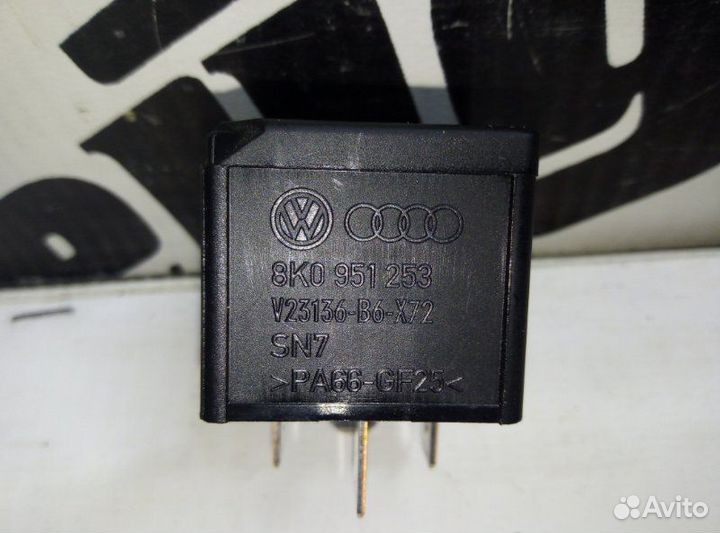 8K0 951 253
V23136-B6-X72
SN7
>PA66-GF25<
Avito